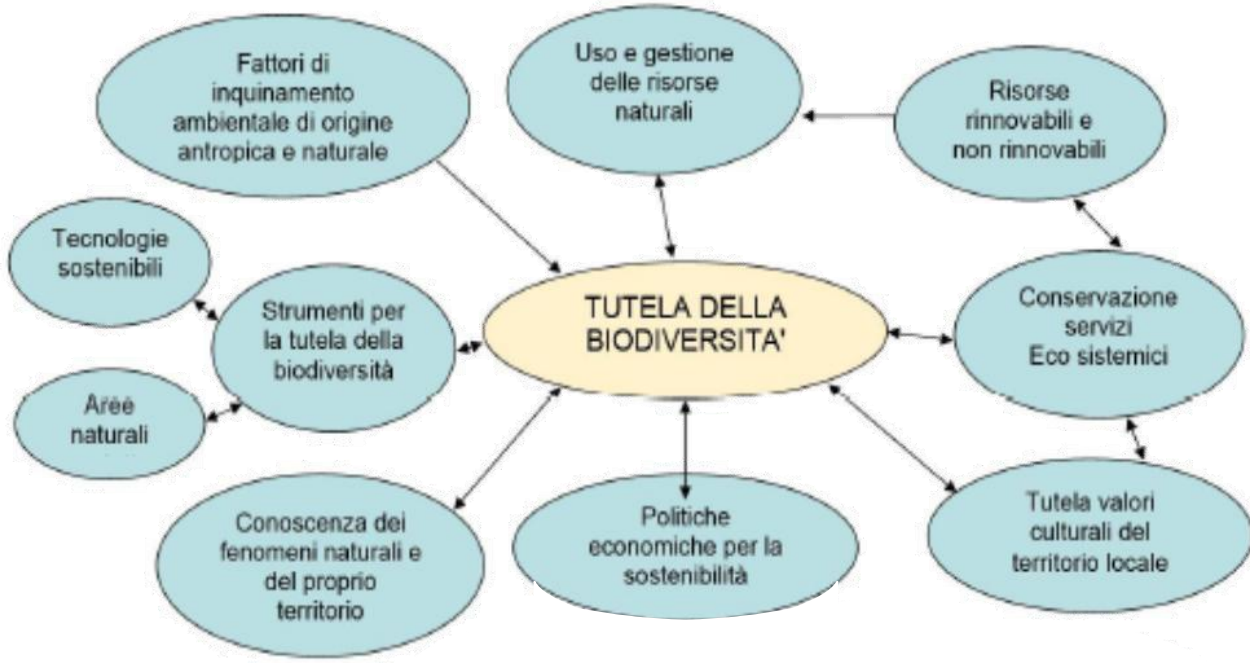 Fattori di
inquinamento
ambientale di origine
antropica e naturale
Uso e gestione
delle risorse
naturali
Risorse
rinnovabili e
non rinnovabili
Tecnologie
sostenibili
Strumenti per
la tutela della
biodiversità
TUTELA DELLA
BIODIVERSITA'
Conservazione
servizi
Eco sistemici
Aree
naturali
Conoscenza dei
fenomeni naturali e
del proprio
territorio
Politiche
economiche per la
sostenibilità
Tutela valori
culturali del
territorio locale